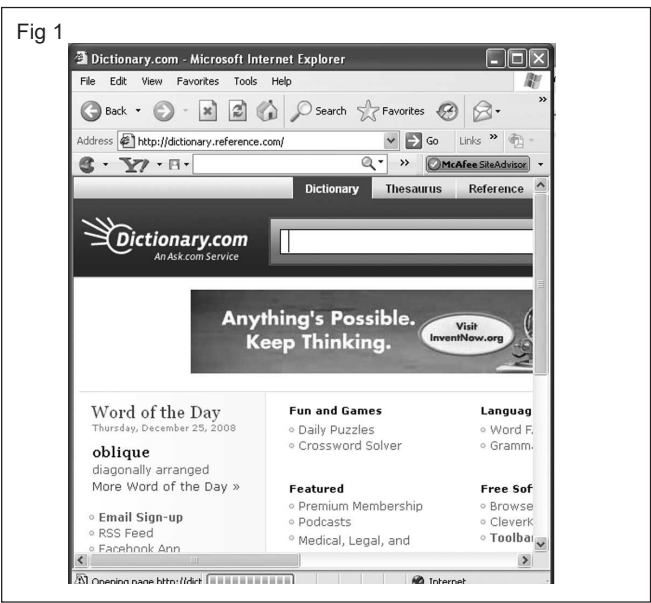 Fig 1
Dictionary.com - Microsoft Internet Explorer
File Edit View Favorites Tools Help
Back Search Favorites »
Address http://dictionary.reference.com/ Go Links »
Y7 » McAfee SiteAdvisor
Dictionary Thesaurus Reference
Dictionary.com
An Ask.com Service
Anything's Possible.
Keep Thinking.
Visit
InventNow.org
Word of the Day
Thursday, December 25, 2008
oblique
diagonally arranged
More Word of the Day »
Email Sign-up
RSS Feed
Fun and Games
Daily Puzzles
Crossword Solver
Featured
Premium Membership
Podcasts
Medical, Legal, and
Languag
Word F
Gramm
Free Sof
Browse
Cleverk
Toolba
Opening page http://dict Internet